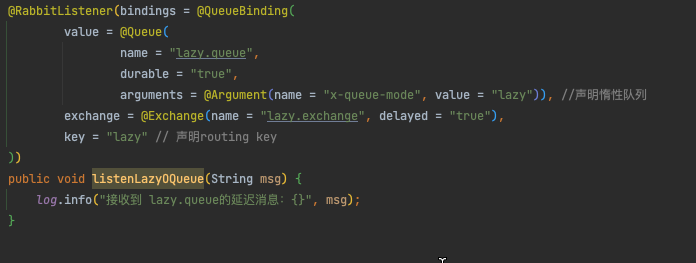 @RabbitListener(bindings = @QueueBinding(
value = @Queue(
name = "lazy.queue",
durable = "true",
arguments = @Argument(name = "x-queue-mode", value = "lazy")), //声明惰性队列
exchange = @Exchange(name = "lazy.exchange", delayed = "true"),
key = "lazy" // 声明routing key
))
public void listenLazyOQueue(String msg) {
log.info("接收到 lazy.queue的延迟消息：{}", msg);
}